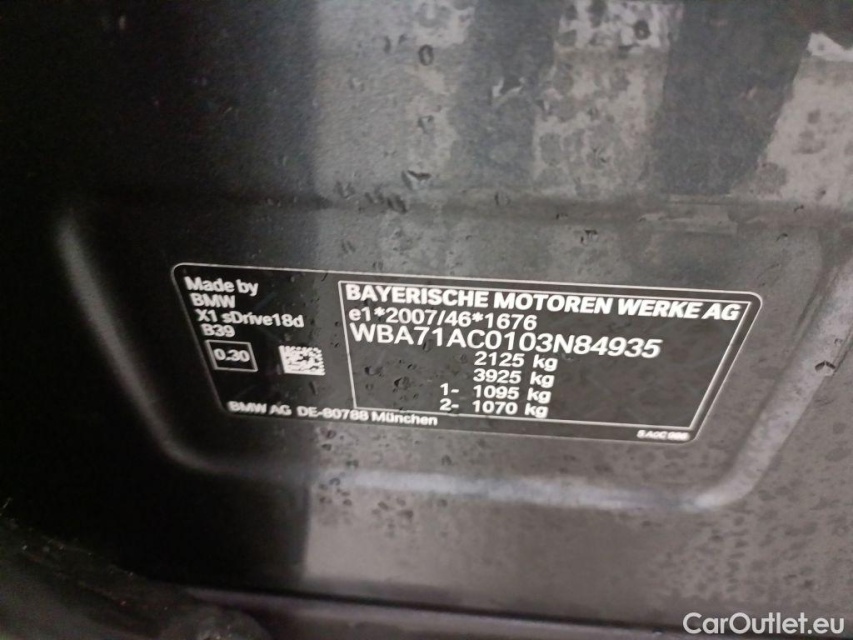 Made by
BMW
X1 sDrive18d
B39
0.30
BMW AG DE-80788 München
BAYERISCHE MOTOREN WERKE AG
e1*2007/46*1676
WBA71AC0103N84935
2125 kg
3925 kg
1- 1095 kg
2- 1070 kg
CarOutlet.eu